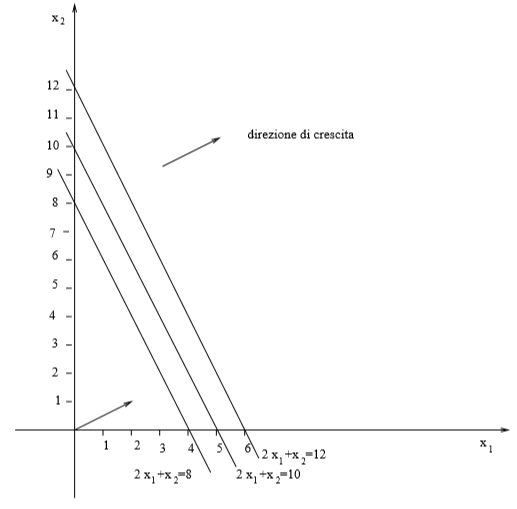 x2
12
11
10
9
8
7
6
5
4
3
2
1
direzione di crescita
1 2 3 4 5 6
x1
2 x1+x2=12
2 x1+x2=8
2 x1+x2=10